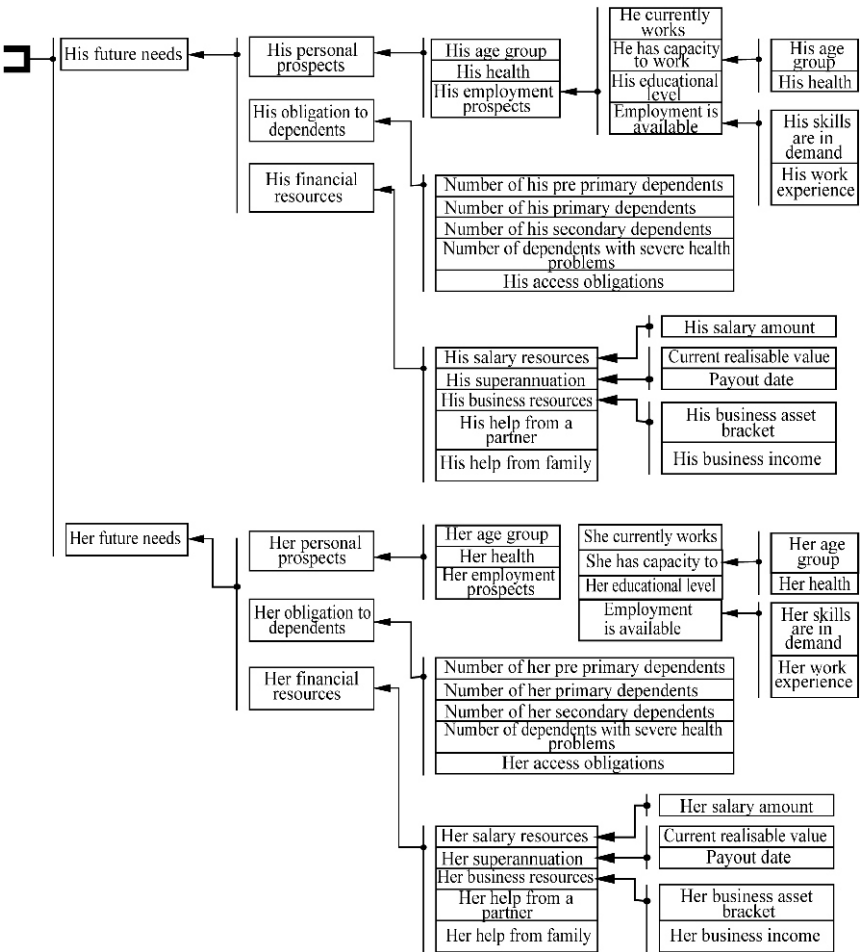 His future needs
His personal
prospects
His obligation to
dependents
His financial
resources
His age group
His health
His employment
prospects
He currently
works
He has capacity
to work
His educational
level
Employment is
available
His age
group
His health
His skills
are in
demand
His work
experience
Number of his pre primary dependents
Number of his primary dependents
Number of his secondary dependents
Number of dependents with severe health
problems
His access obligations
His salary resources
His superannuation
His business resources
His help from a
partner
His help from family
His salary amount
Current realisable value
Payout date
His business asset
bracket
His business income
Her future needs
Her personal
prospects
Her obligation to
dependents
Her financial
resources
Her age group
Her health
Her employment
prospects
She currently works
She has capacity to
Her educational level
Employment
is available
Her age
group
Her health
Her skills
are in
demand
Her work
experience
Number of her pre primary dependents
Number of her primary dependents
Number of her secondary dependents
Number of dependents with severe health
problems
Her access obligations
Her salary resources
Her superannuation
Her business resources
Her help from a
partner
Her help from family
Her salary amount
Current realisable value
Payout date
Her business asset
bracket
Her business income